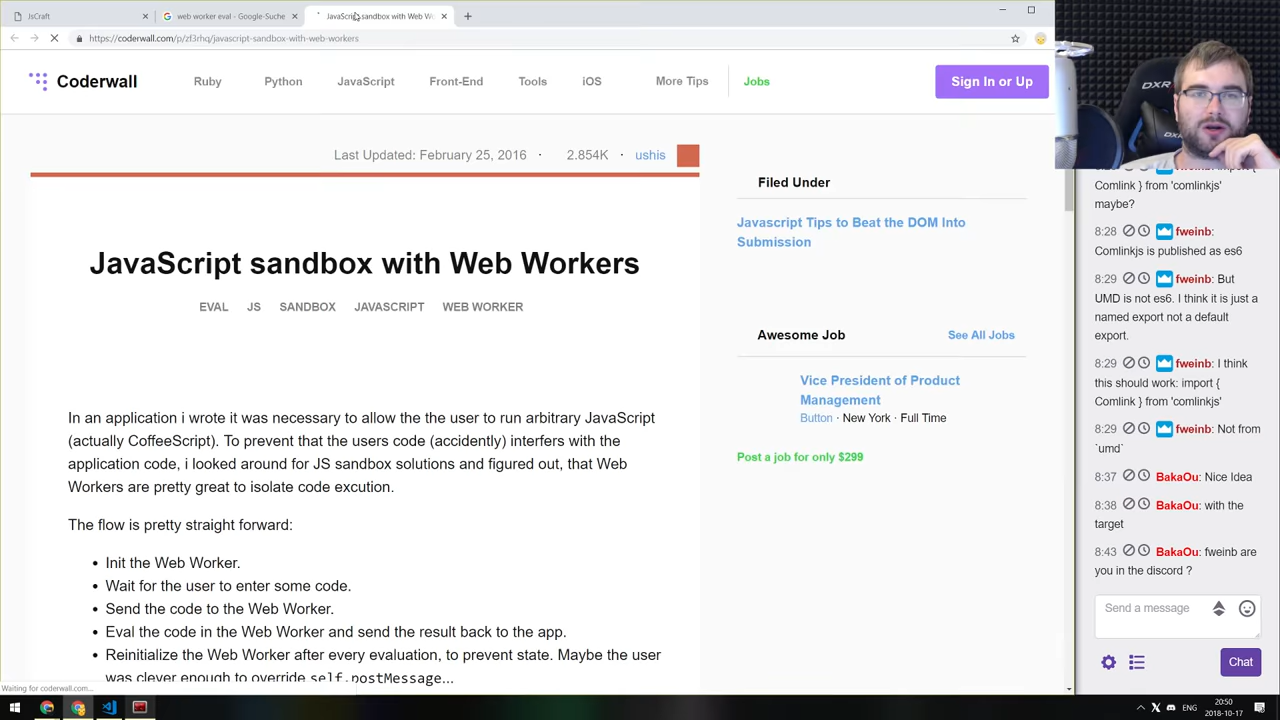 JsCraft
web worker eval - Google-Suche
JavaScript sandbox with Web Wo
https://coderwall.com/p/zf3rhq/javascript-sandbox-with-web-workers
Coderwall
Ruby
Python
JavaScript
Front-End
Tools
iOS
More Tips
Jobs
Sign In or Up
Last Updated: February 25, 2016 · 2.854K · ushis
JavaScript sandbox with Web Workers
EVAL JS SANDBOX JAVASCRIPT WEB WORKER
In an application i wrote it was necessary to allow the the user to run arbitrary JavaScript
(actually CoffeeScript). To prevent that the users code (accidently) interfers with the
application code, i looked around for JS sandbox solutions and figured out, that Web
Workers are pretty great to isolate code excution.
The flow is pretty straight forward:
• Init the Web Worker.
• Wait for the user to enter some code.
• Send the code to the Web Worker.
• Eval the code in the Web Worker and send the result back to the app.
• Reinitialize the Web Worker after every evaluation, to prevent state. Maybe the user
was clever enough to override self.postMessage...
Filed Under
Javascript Tips to Beat the DOM Into
Submission
Awesome Job
See All Jobs
Vice President of Product
Management
Button · New York · Full Time
Post a job for only $299
Waiting for coderwall.com...
DXR
DXR
Comlink } from 'comlinkjs'
maybe?
8:28 fweinb:
Comlinkjs is published as es6
8:29 fweinb: But
UMD is not es6. I think it is just a
named export not a default
export.
8:29 fweinb: I think
this should work: import {
Comlink } from 'comlinkjs'
8:29 fweinb: Not from
`umd`
8:37 BakaOu: Nice Idea
8:38 BakaOu: with the
target
8:43 BakaOu: fweinb are
you in the discord ?
Send a message
Chat
ENG
20:50
2018-10-17